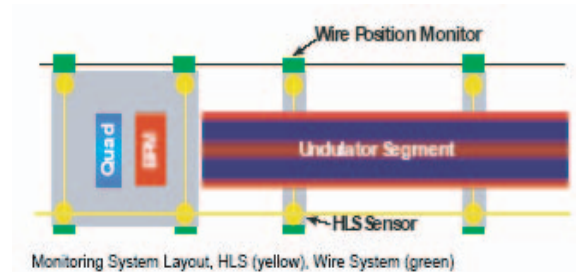 Wire Position Monitor
Quad
BPM
Undulator Segment
HLS Sensor
Monitoring System Layout, HLS (yellow), Wire System (green)